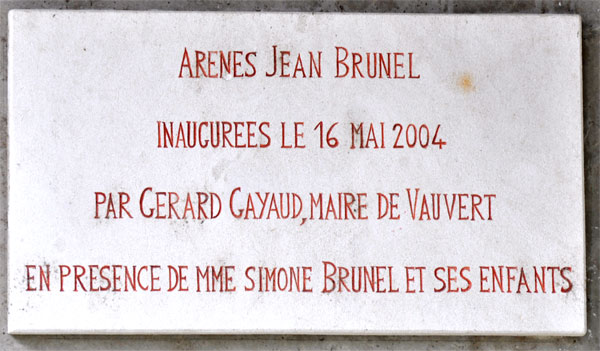 ARENES JEAN BRUNEL
INAUGUREES LE 16 MAI 2004
PAR GERARD GAYAUD, MAIRE DE VAUVERT
EN PRESENCE DE MME SIMONE BRUNEL ET SES ENFANTS